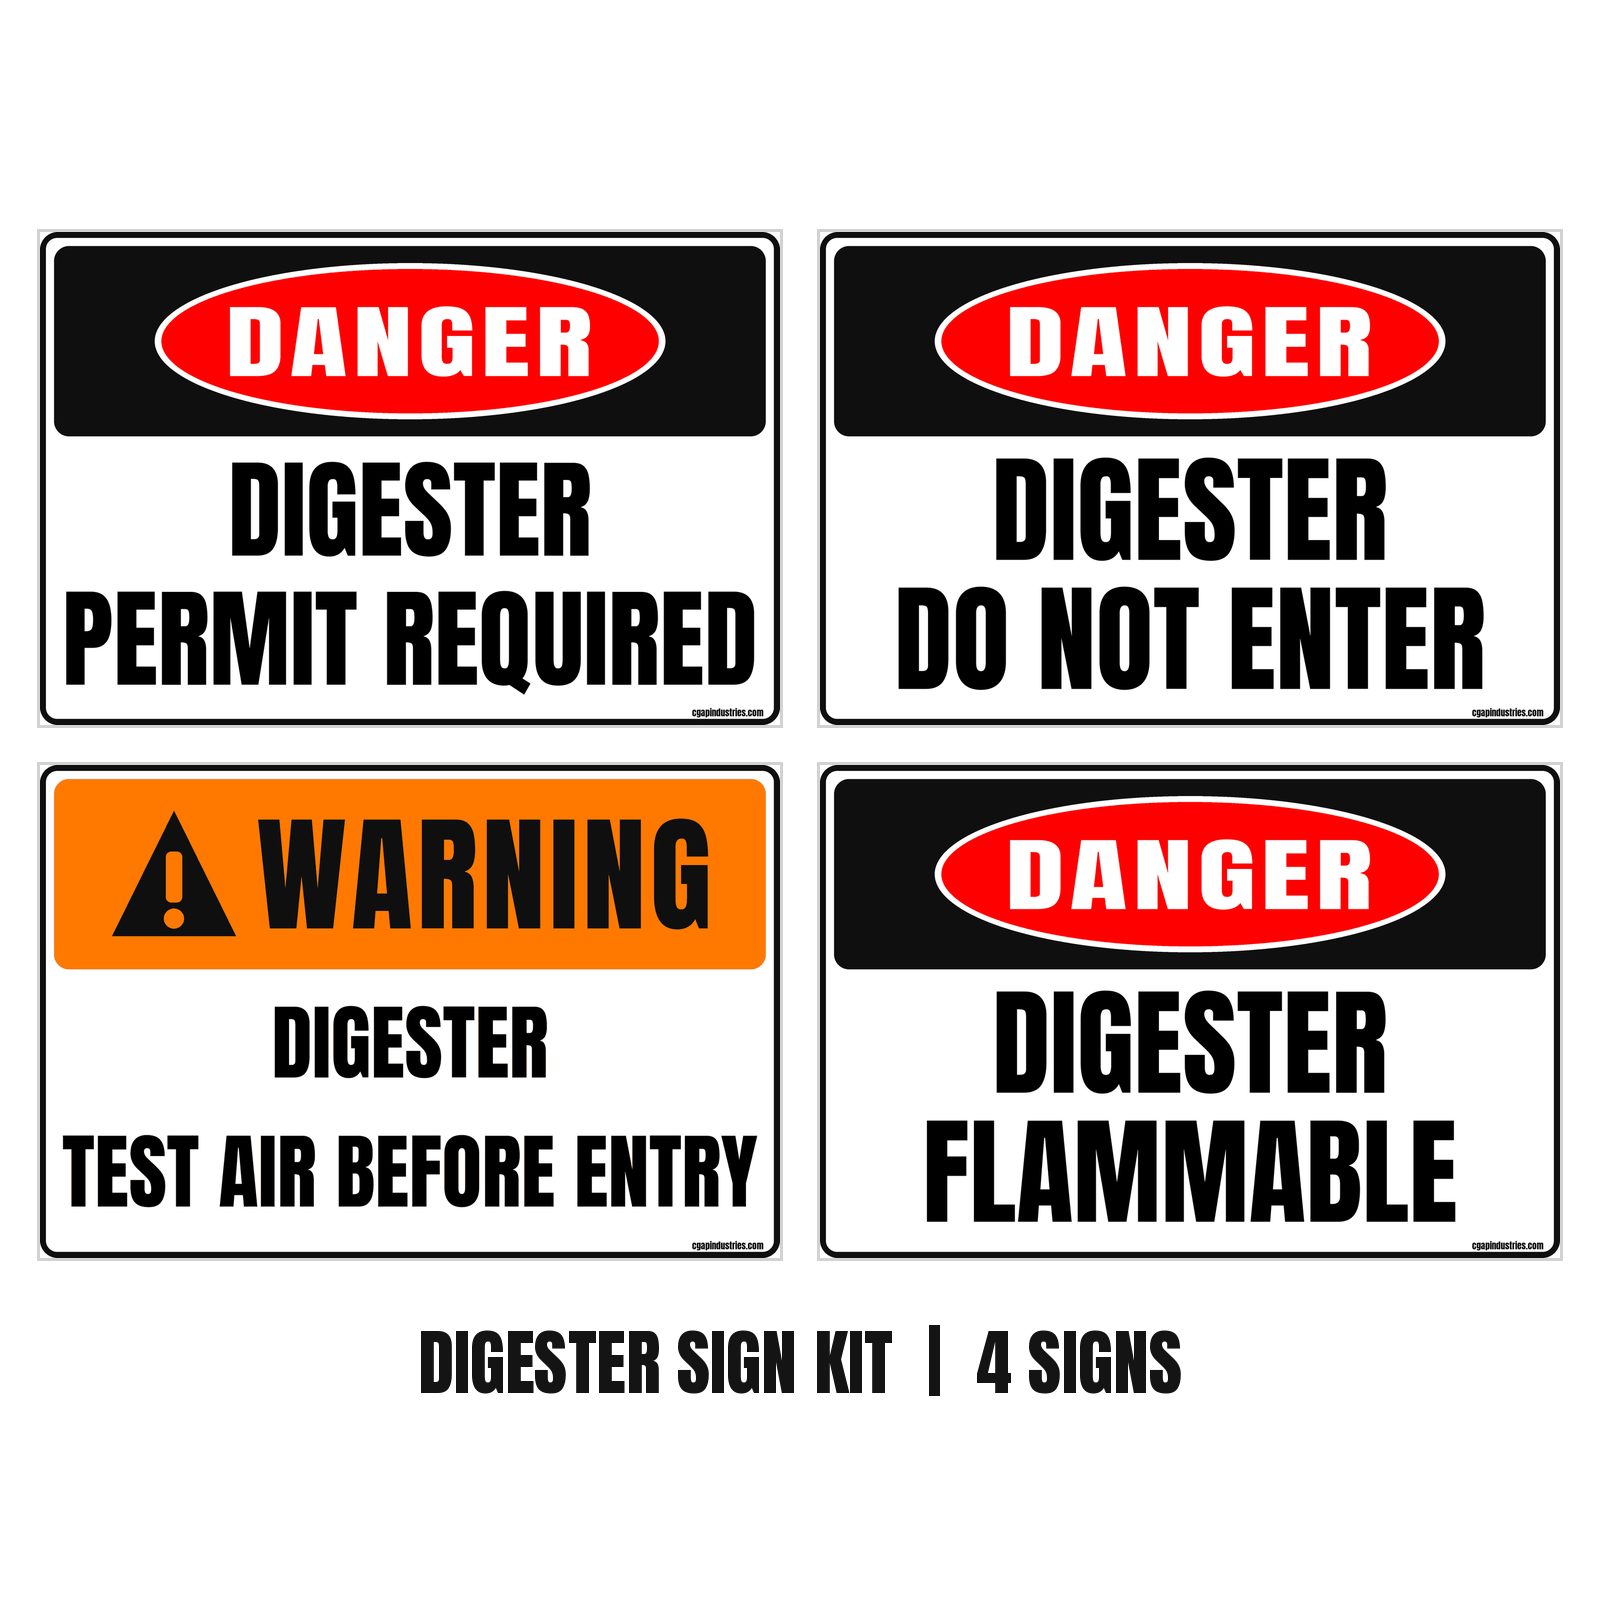 DANGER
DIGESTER
PERMIT REQUIRED
cgapindustries.com
DANGER
DIGESTER
DO NOT ENTER
cgapindustries.com
WARNING
DIGESTER
TEST AIR BEFORE ENTRY
cgapindustries.com
DANGER
DIGESTER
FLAMMABLE
cgapindustries.com
DIGESTER SIGN KIT | 4 SIGNS